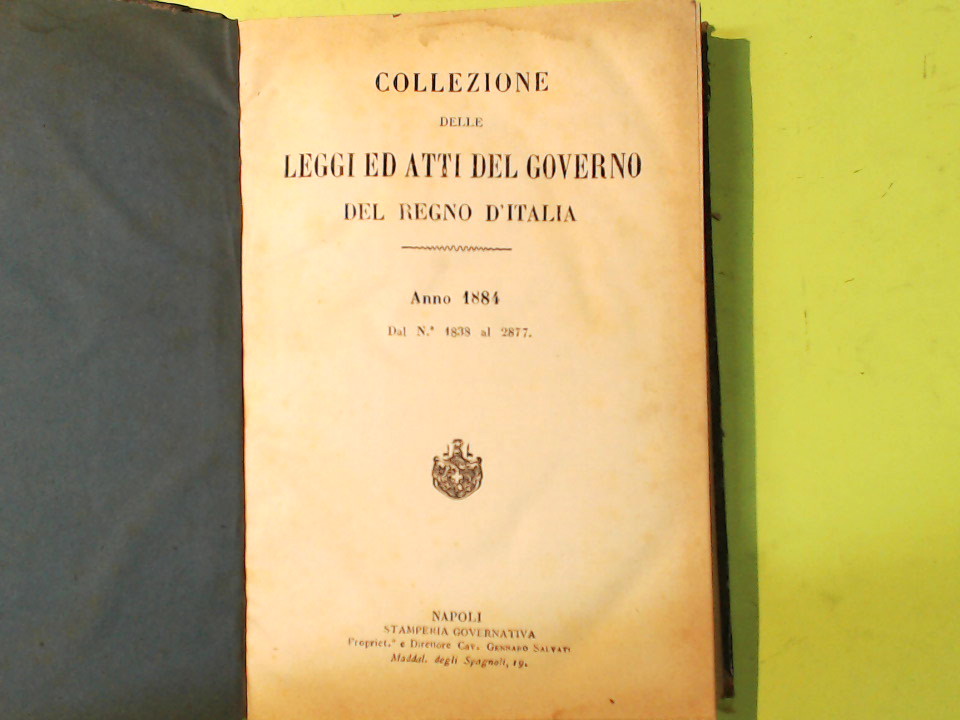 COLLEZIONE
DELLE
LEGGI ED ATTI DEL GOVERNO
DEL REGNO D'ITALIA
Anno 1884
Dal N.° 1838 al 2877.
NAPOLI
STAMPERIA GOVERNATIVA
Propriet.° e Direttore CAV. GENNARO SALVATI
Maddal. degli Spagnoli, 19.